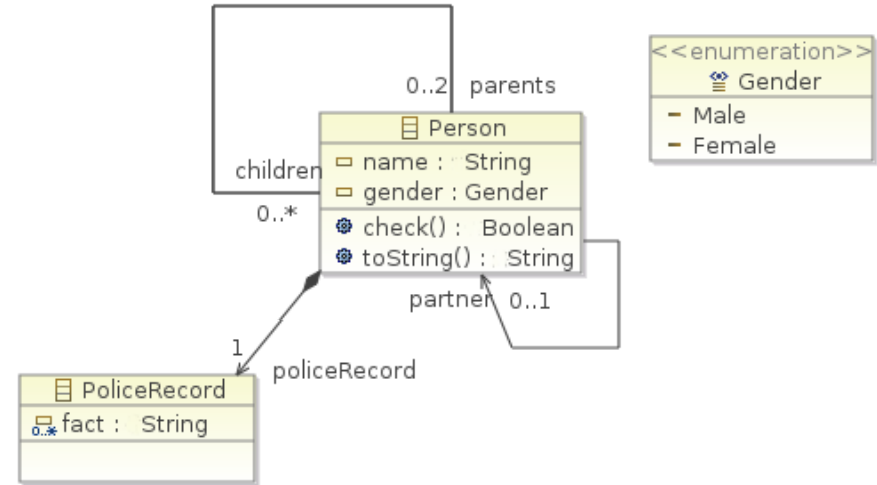 0..2 parents
<<enumeration>>
Gender
Male
Female
Person
name : String
gender : Gender
check() : Boolean
toString() : String
children
0..*
partner 0..1
1
policeRecord
PoliceRecord
0..* fact : String